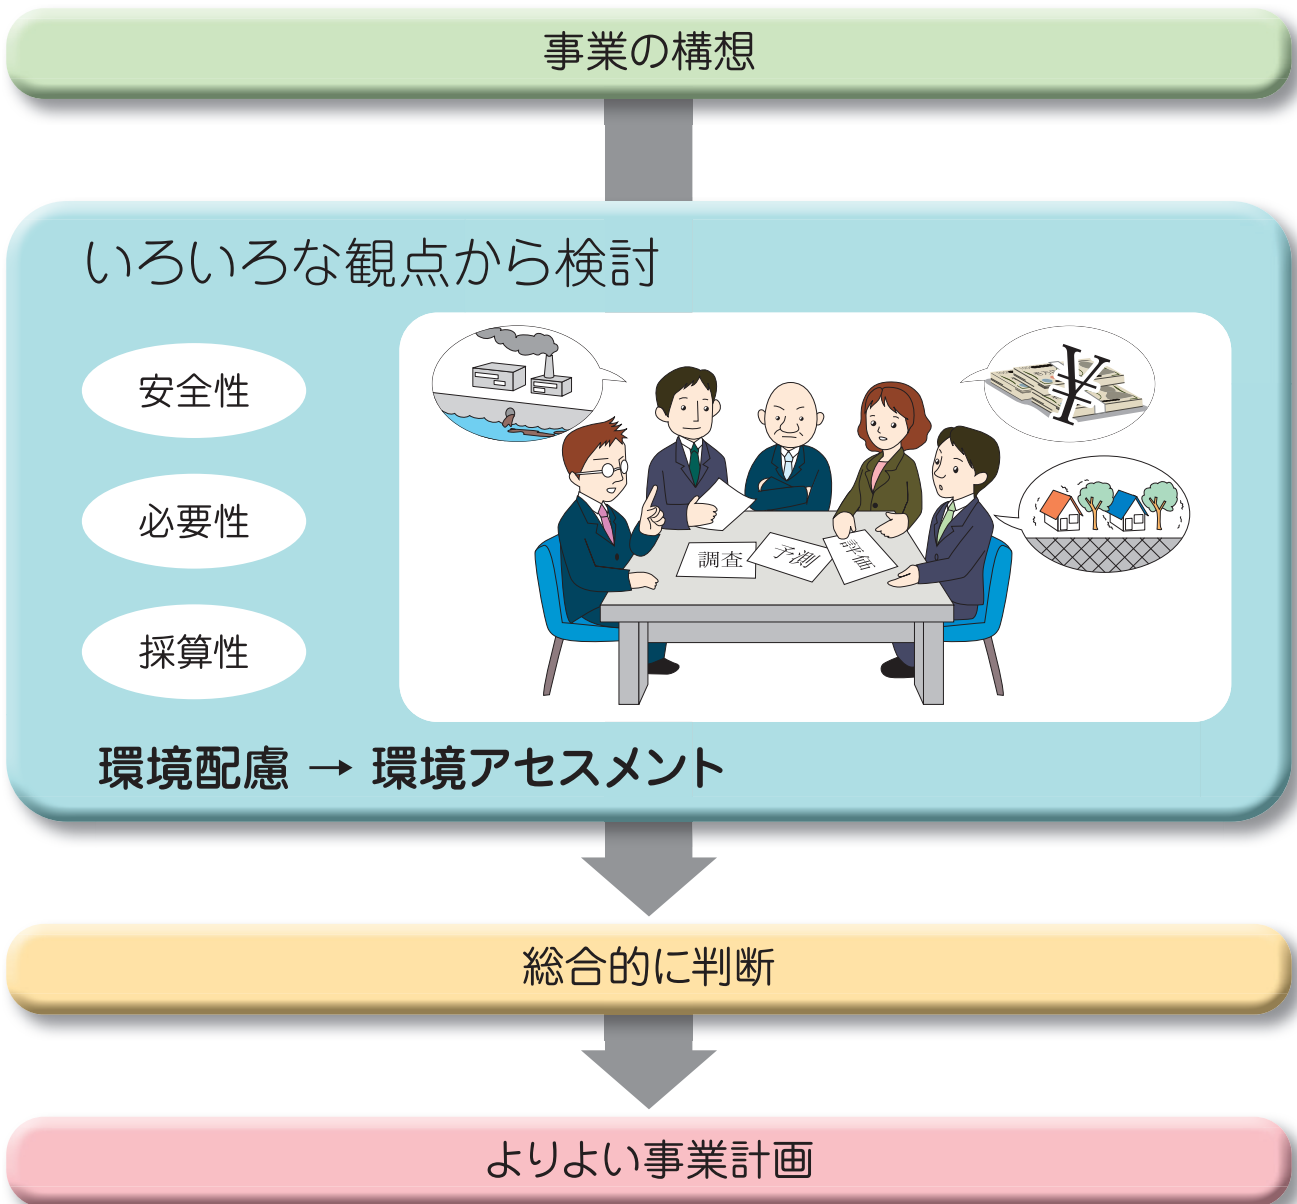 事業の構想
いろいろな観点から検討
安全性
必要性
採算性
¥
調査
予測
評価
環境配慮 → 環境アセスメント
総合的に判断
よりよい事業計画